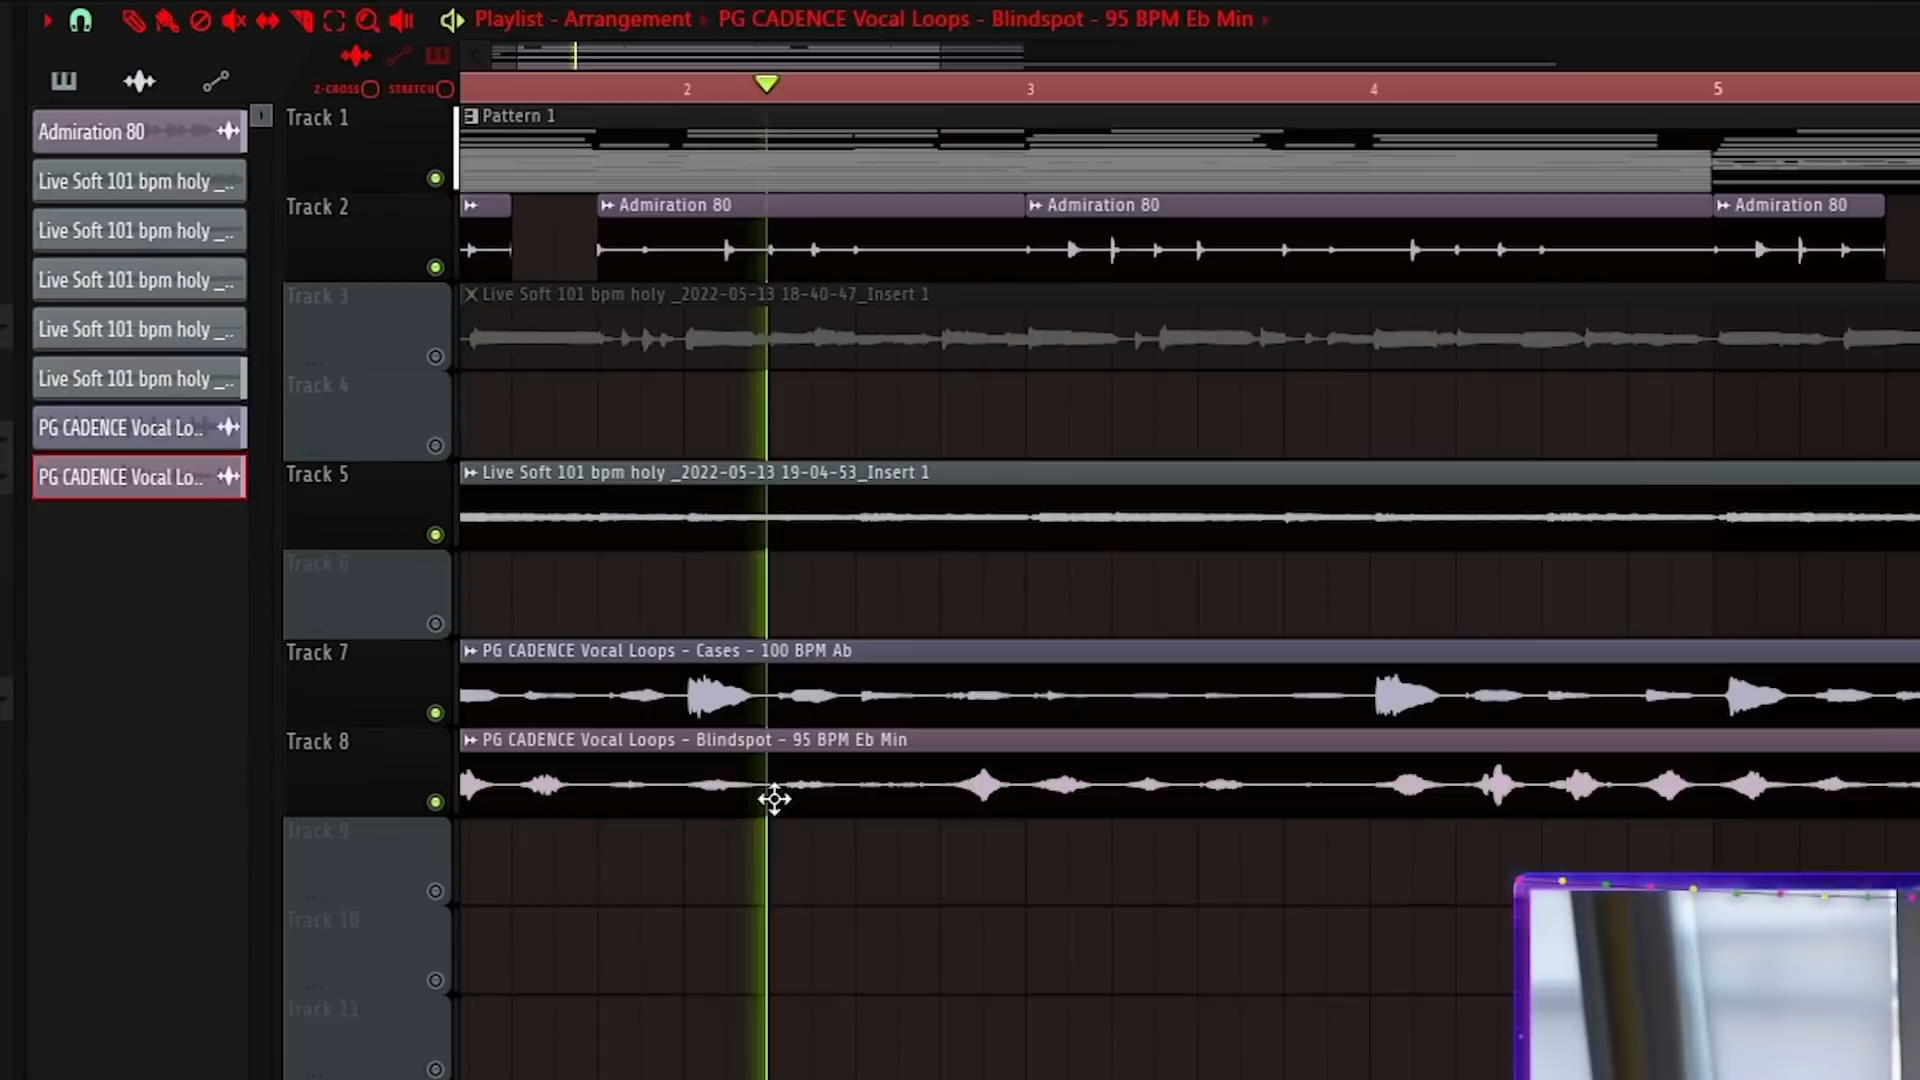 Playlist - Arrangement › PG CADENCE Vocal Loops - Blindspot - 95 BPM Eb Min ›
Z-CROSS STRETCH
2 3 4 5
Admiration 80
Live Soft 101 bpm holy _..
Live Soft 101 bpm holy _..
Live Soft 101 bpm holy _..
Live Soft 101 bpm holy _..
Live Soft 101 bpm holy _..
PG CADENCE Vocal Lo..
PG CADENCE Vocal Lo..
Track 1
Pattern 1
Track 2
Admiration 80
Admiration 80
Admiration 80
Track 3
Live Soft 101 bpm holy _2022-05-13 18-40-47_Insert 1
Track 4
Track 5
Live Soft 101 bpm holy _2022-05-13 19-04-53_Insert 1
Track 6
Track 7
PG CADENCE Vocal Loops - Cases - 100 BPM Ab
Track 8
PG CADENCE Vocal Loops - Blindspot - 95 BPM Eb Min
Track 9
Track 10
Track 11